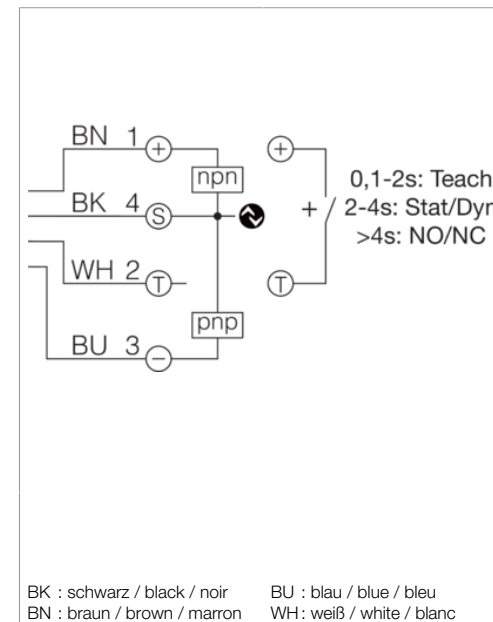 BN 1 +
npn
+
0,1-2s: Teach
BK 4 S
+
2-4s: Stat/Dyn
>4s: NO/NC
WH 2 T
T
pnp
BU 3 −
BK : schwarz / black / noir
BU : blau / blue / bleu
BN : braun / brown / marron
WH : weiß / white / blanc